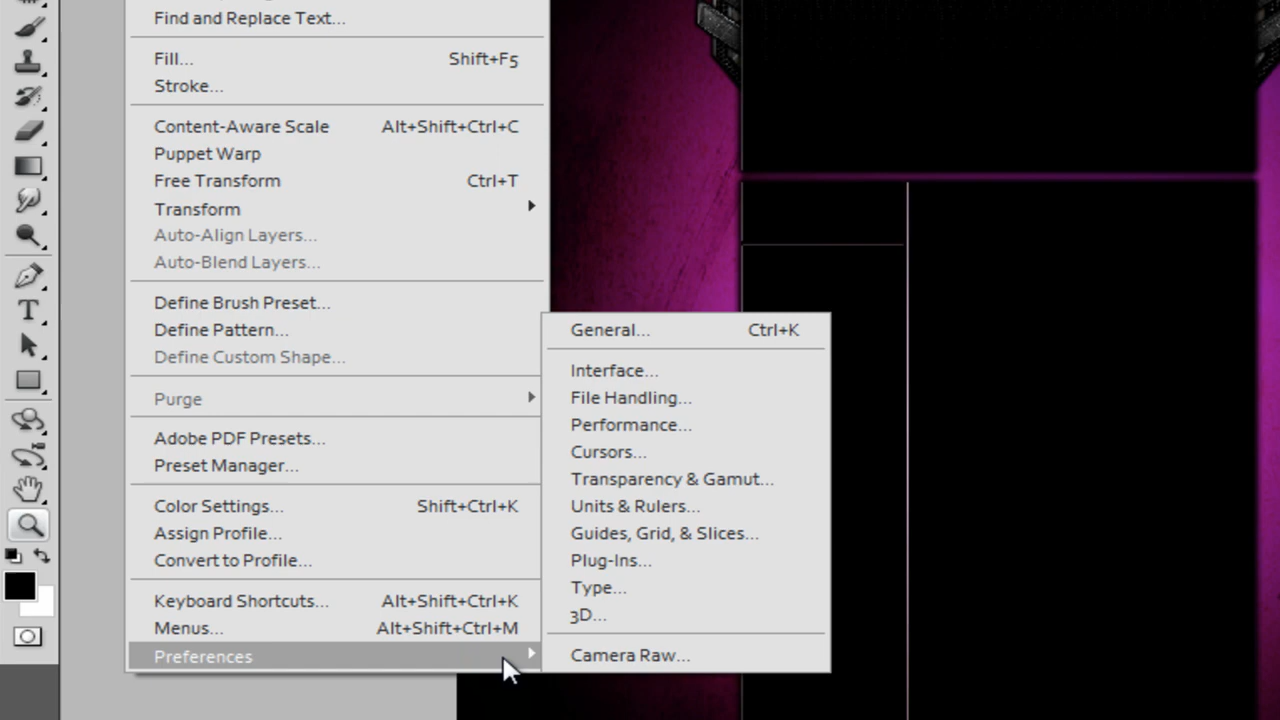 Find and Replace Text...
Fill... Shift+F5
Stroke...
Content-Aware Scale Alt+Shift+Ctrl+C
Puppet Warp
Free Transform Ctrl+T
Transform
Auto-Align Layers...
Auto-Blend Layers...
Define Brush Preset...
Define Pattern...
Define Custom Shape...
Purge
Adobe PDF Presets...
Preset Manager...
Color Settings... Shift+Ctrl+K
Assign Profile...
Convert to Profile...
Keyboard Shortcuts... Alt+Shift+Ctrl+K
Menus... Alt+Shift+Ctrl+M
Preferences
General... Ctrl+K
Interface...
File Handling...
Performance...
Cursors...
Transparency & Gamut...
Units & Rulers...
Guides, Grid, & Slices...
Plug-Ins...
Type...
3D...
Camera Raw...